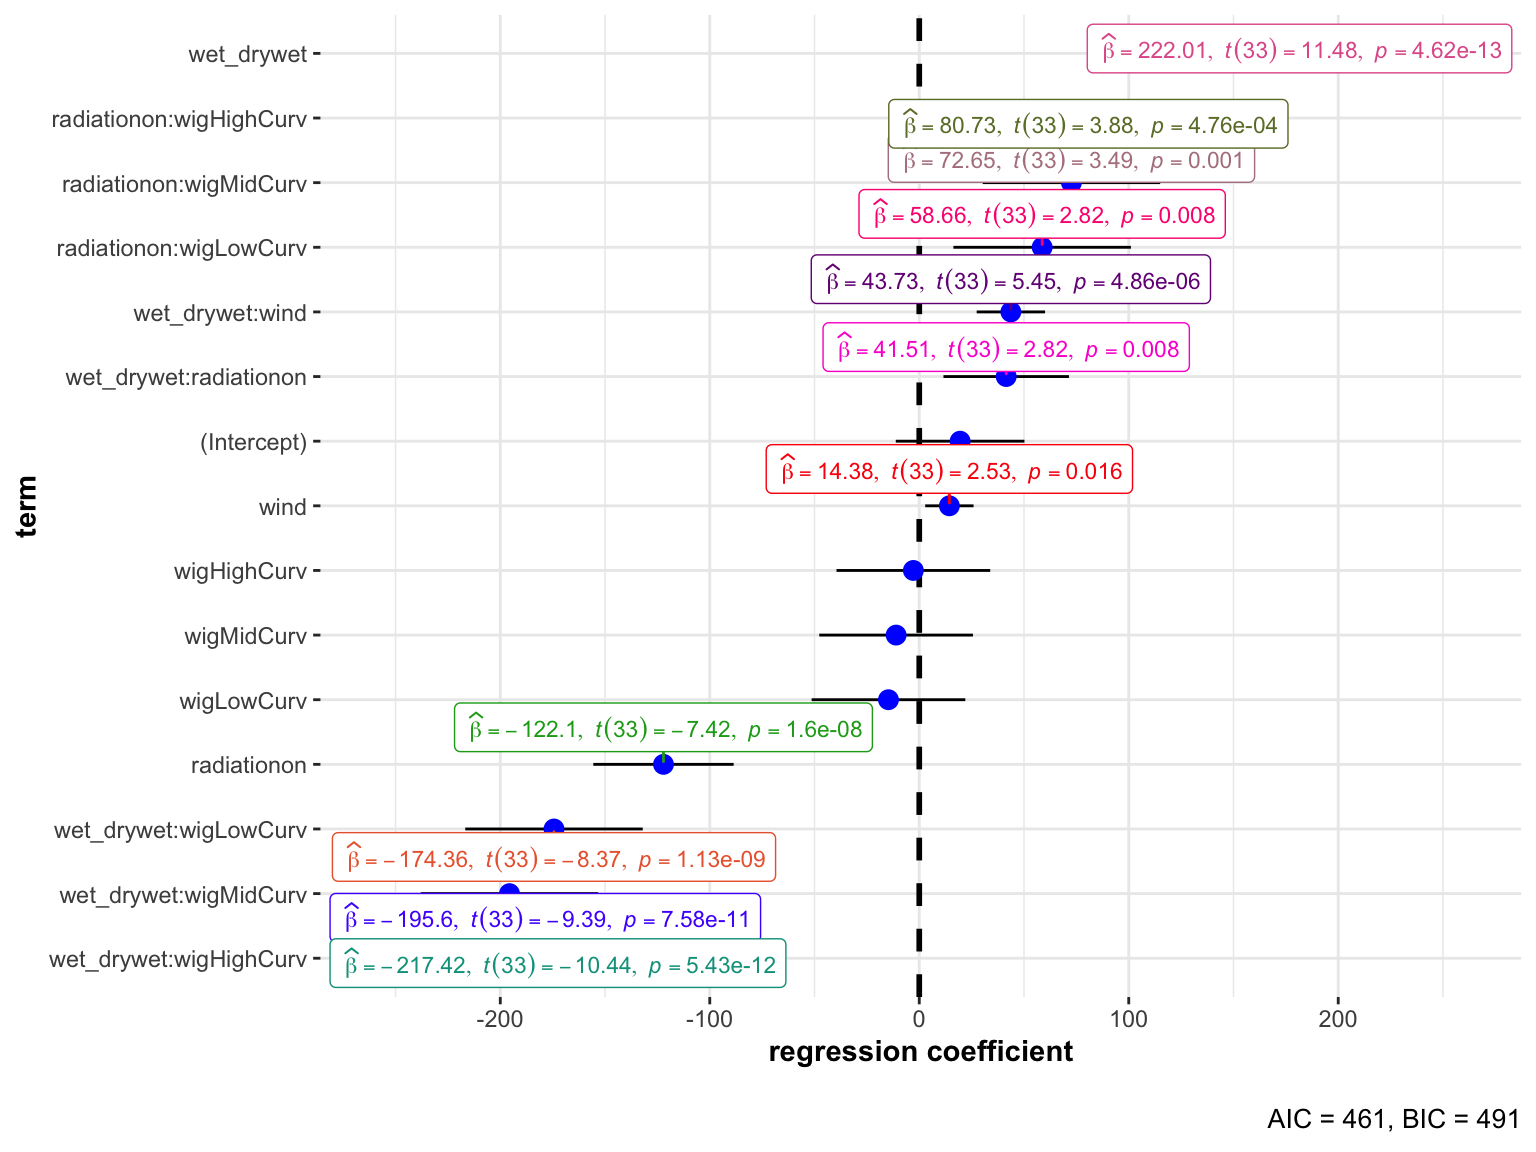 wet_drywet
β̂ = 222.01, t(33) = 11.48, p = 4.62e-13
radiationon:wigHighCurv
β̂ = 80.73, t(33) = 3.88, p = 4.76e-04
β = 72.65, t(33) = 3.49, p = 0.001
radiationon:wigMidCurv
β̂ = 58.66, t(33) = 2.82, p = 0.008
radiationon:wigLowCurv
β̂ = 43.73, t(33) = 5.45, p = 4.86e-06
wet_drywet:wind
β̂ = 41.51, t(33) = 2.82, p = 0.008
wet_drywet:radiationon
(Intercept)
β̂ = 14.38, t(33) = 2.53, p = 0.016
wind
wigHighCurv
wigMidCurv
wigLowCurv
β̂ = −122.1, t(33) = −7.42, p = 1.6e-08
radiationon
wet_drywet:wigLowCurv
β̂ = −174.36, t(33) = −8.37, p = 1.13e-09
wet_drywet:wigMidCurv
β̂ = −195.6, t(33) = −9.39, p = 7.58e-11
wet_drywet:wigHighCurv
β̂ = −217.42, t(33) = −10.44, p = 5.43e-12
term
-200 -100 0 100 200
regression coefficient
AIC = 461, BIC = 491